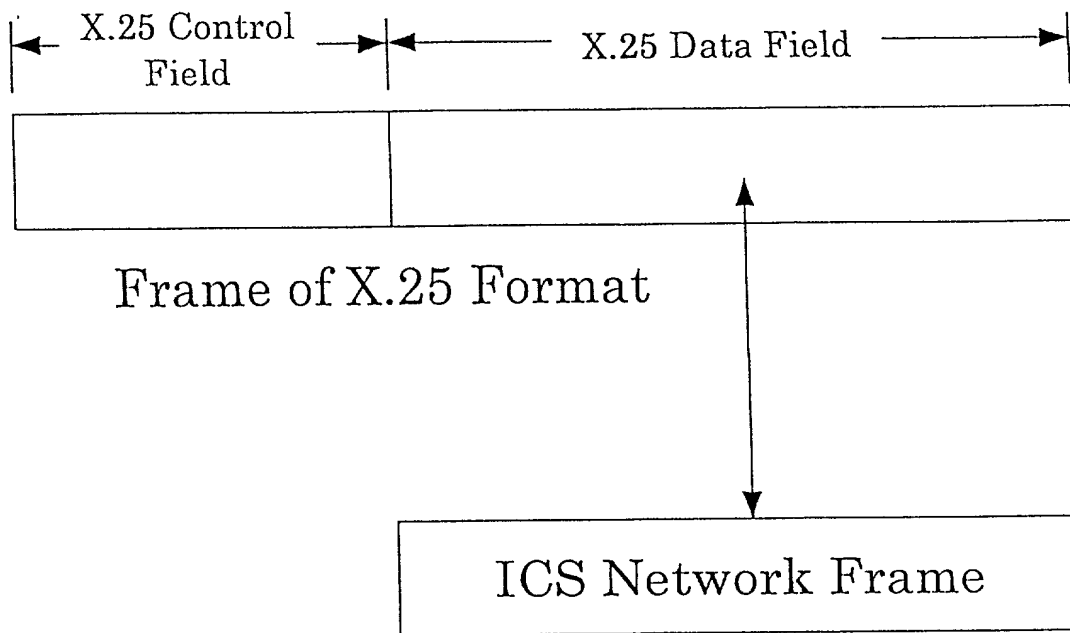 X.25 Control
Field
X.25 Data Field
Frame of X.25 Format
ICS Network Frame